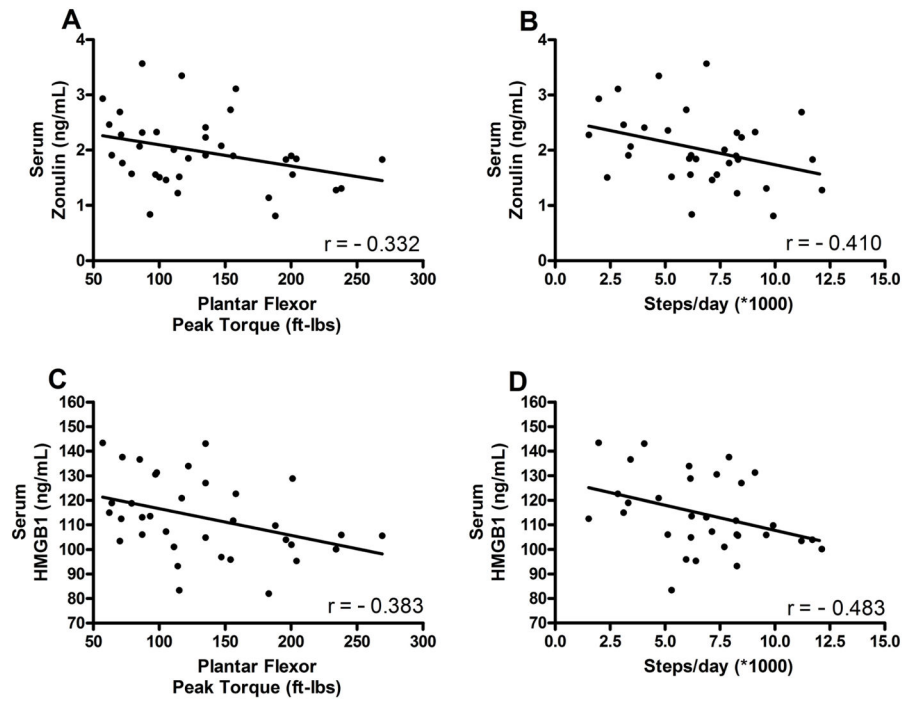 A
Serum
Zonulin (ng/mL)
4
3
2
1
0
50 100 150 200 250 300
r = - 0.332
Plantar Flexor
Peak Torque (ft-lbs)
B
Serum
Zonulin (ng/mL)
4
3
2
1
0
0.0 2.5 5.0 7.5 10.0 12.5 15.0
r = - 0.410
Steps/day (*1000)
C
Serum
HMGB1 (ng/mL)
160
150
140
130
120
110
100
90
80
70
50 100 150 200 250 300
r = - 0.383
Plantar Flexor
Peak Torque (ft-lbs)
D
Serum
HMGB1 (ng/mL)
160
150
140
130
120
110
100
90
80
70
0.0 2.5 5.0 7.5 10.0 12.5 15.0
r = - 0.483
Steps/day (*1000)